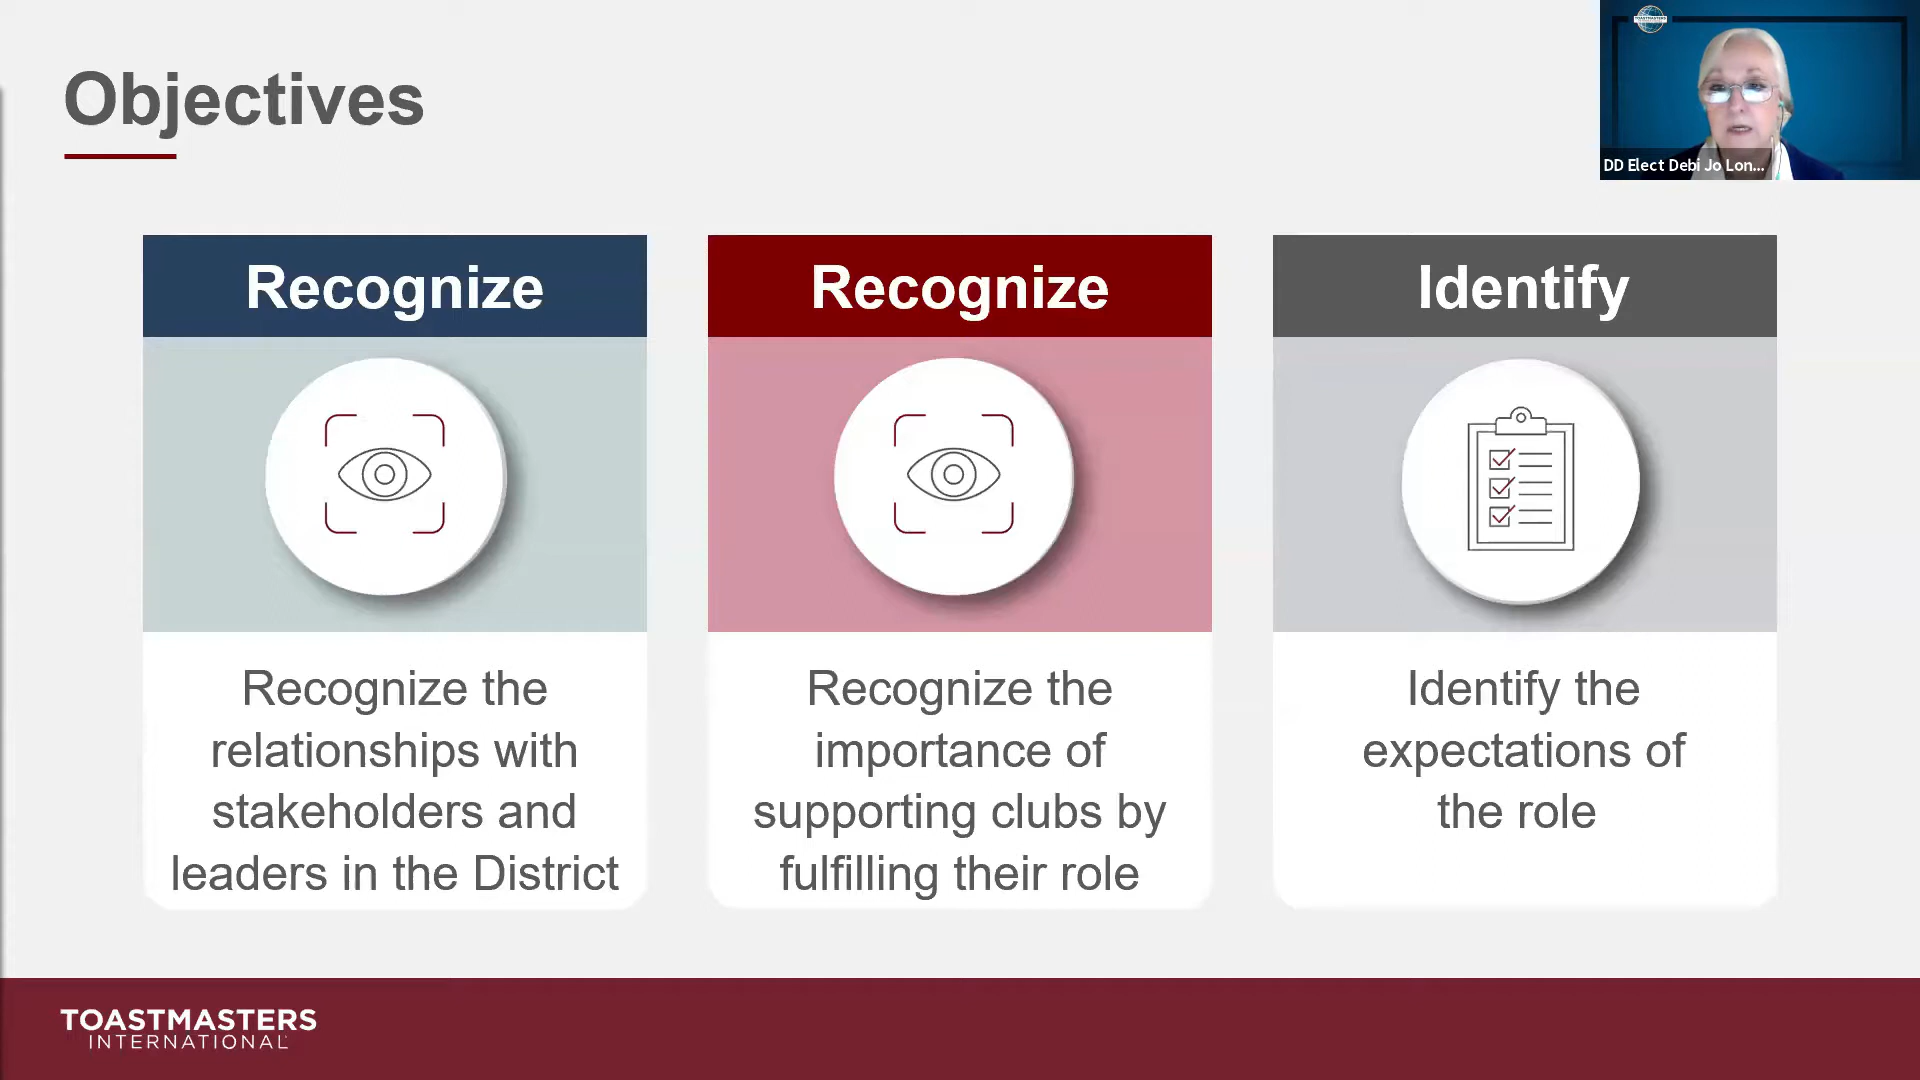 Objectives
DD Elect Debi Jo Lon...
Recognize
Recognize the
relationships with
stakeholders and
leaders in the District
Recognize
Recognize the
importance of
supporting clubs by
fulfilling their role
Identify
Identify the
expectations of
the role
TOASTMASTERS
INTERNATIONAL